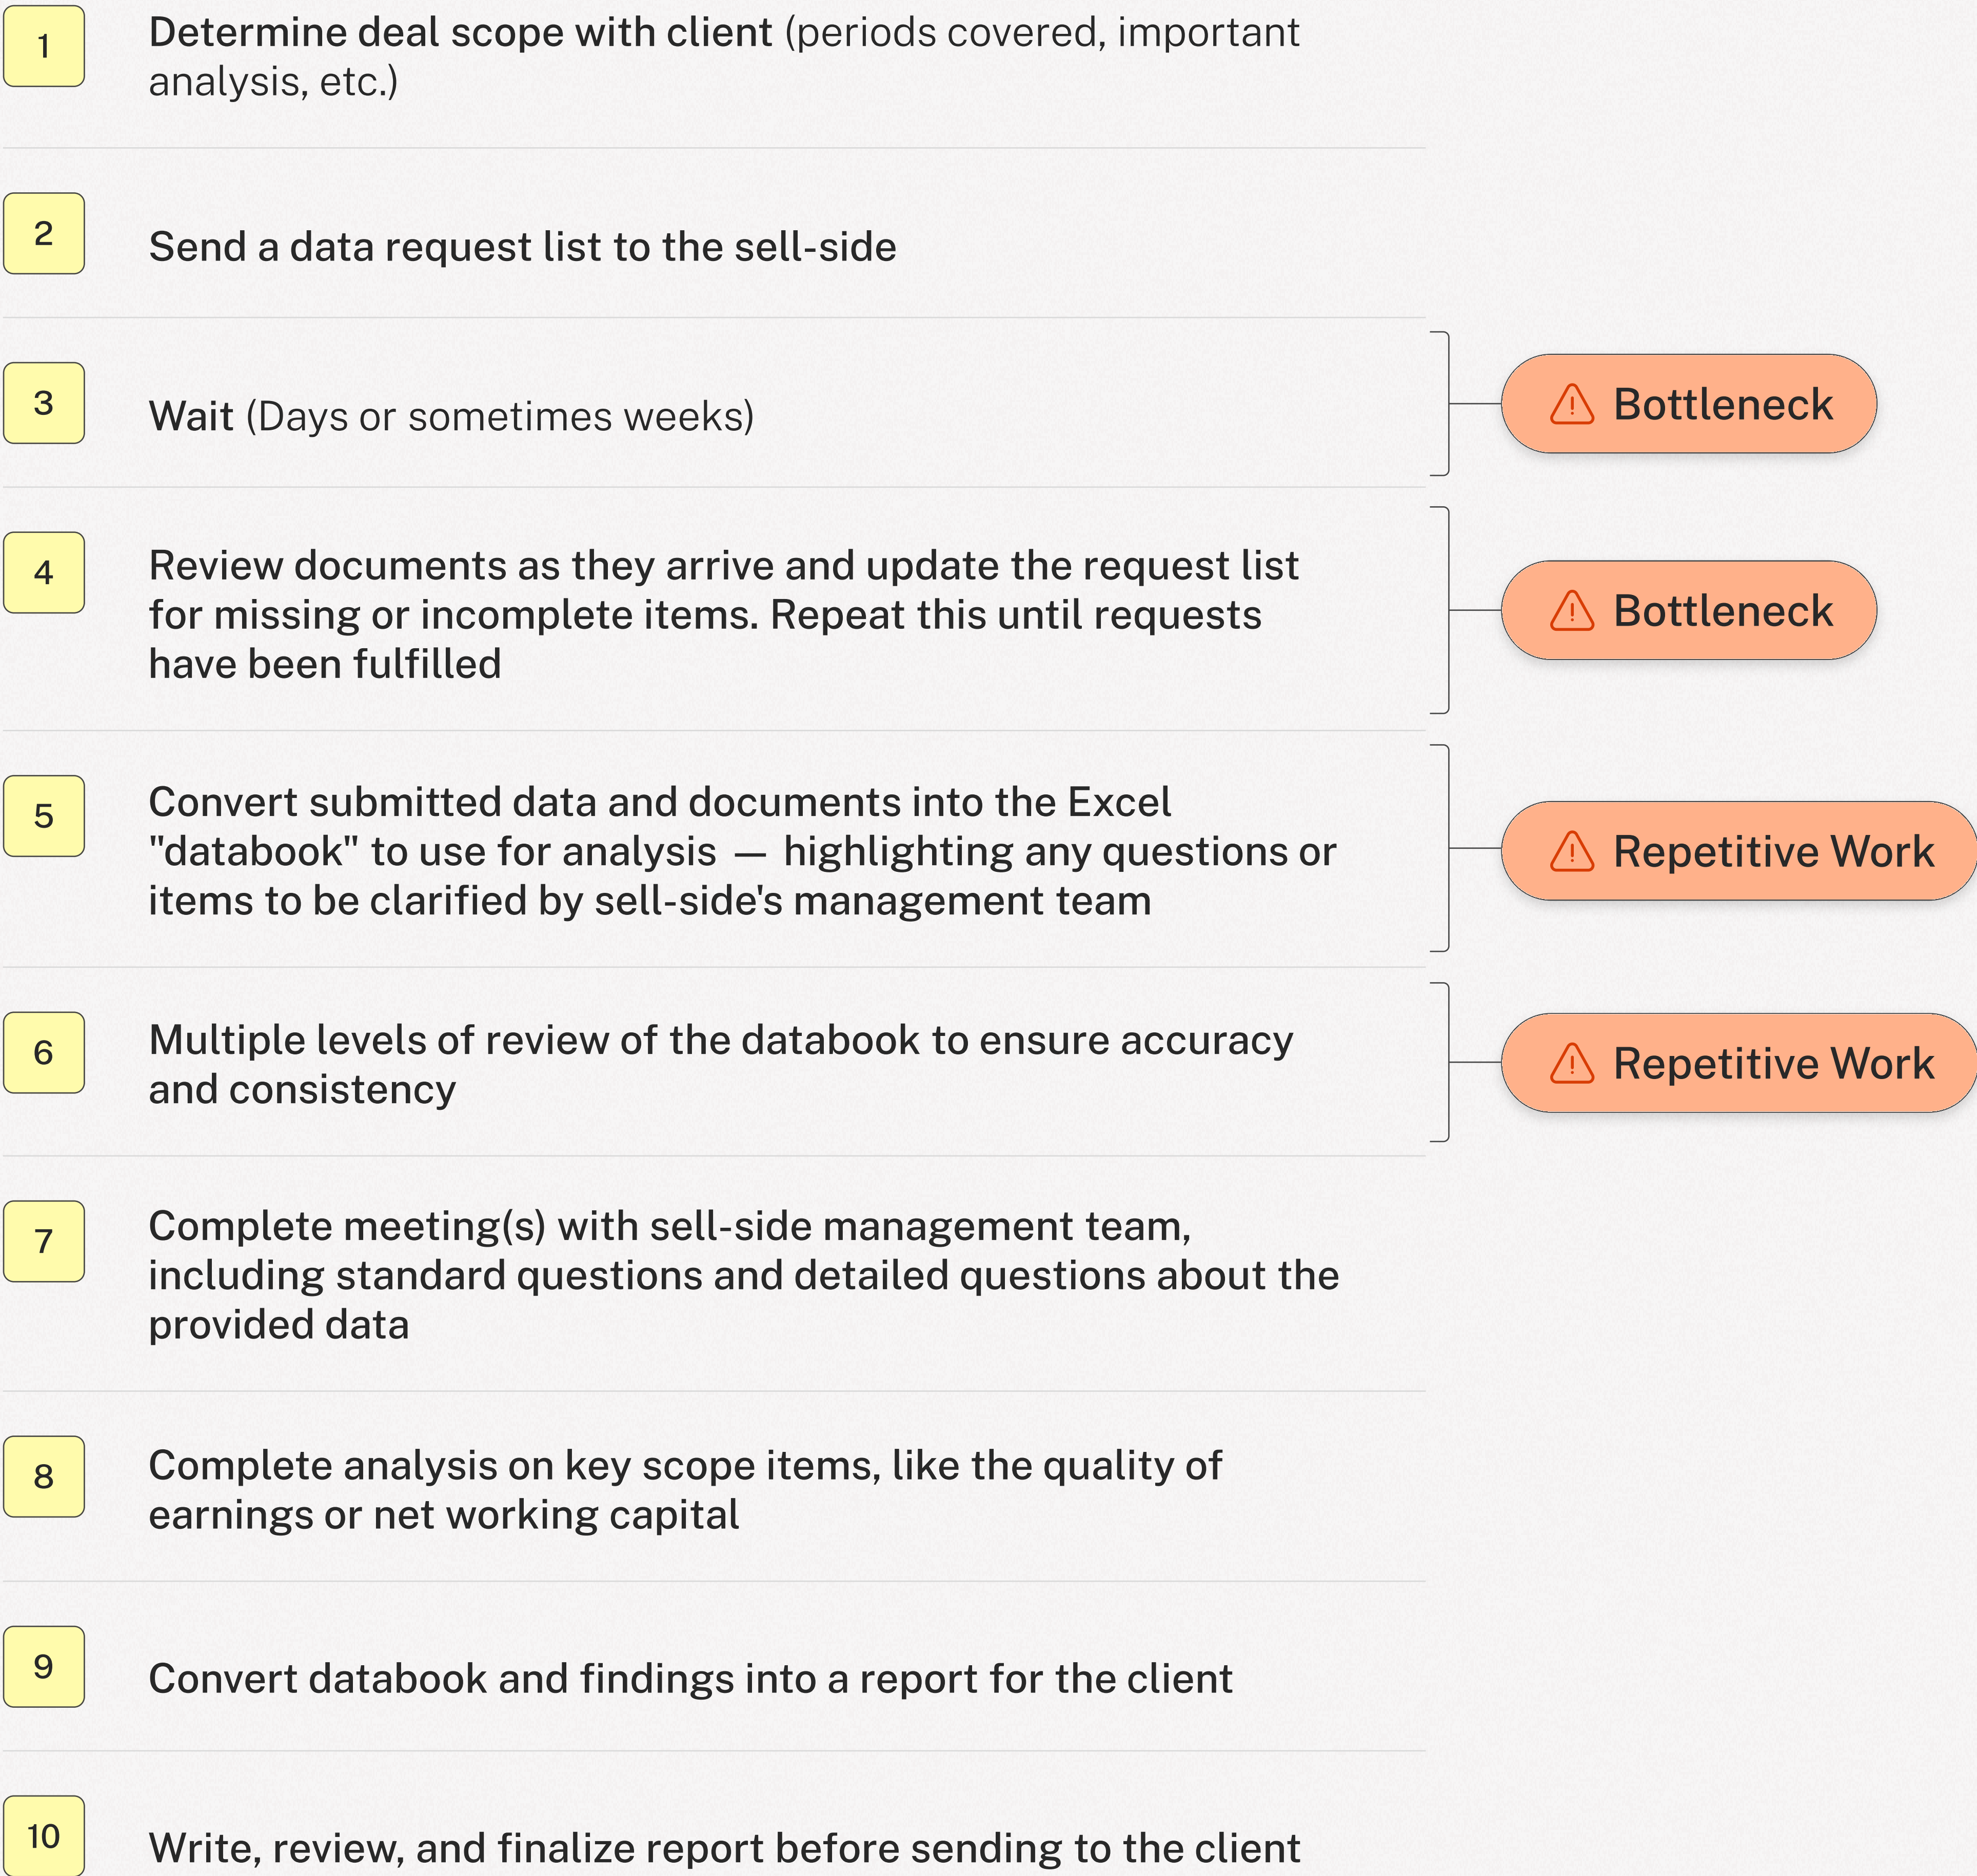 1
Determine deal scope with client (periods covered, important
analysis, etc.)
2
Send a data request list to the sell-side
3
Wait (Days or sometimes weeks)
Bottleneck
4
Review documents as they arrive and update the request list
for missing or incomplete items. Repeat this until requests
have been fulfilled
Bottleneck
5
Convert submitted data and documents into the Excel
"databook" to use for analysis — highlighting any questions or
items to be clarified by sell-side's management team
Repetitive Work
6
Multiple levels of review of the databook to ensure accuracy
and consistency
Repetitive Work
7
Complete meeting(s) with sell-side management team,
including standard questions and detailed questions about the
provided data
8
Complete analysis on key scope items, like the quality of
earnings or net working capital
9
Convert databook and findings into a report for the client
10
Write, review, and finalize report before sending to the client